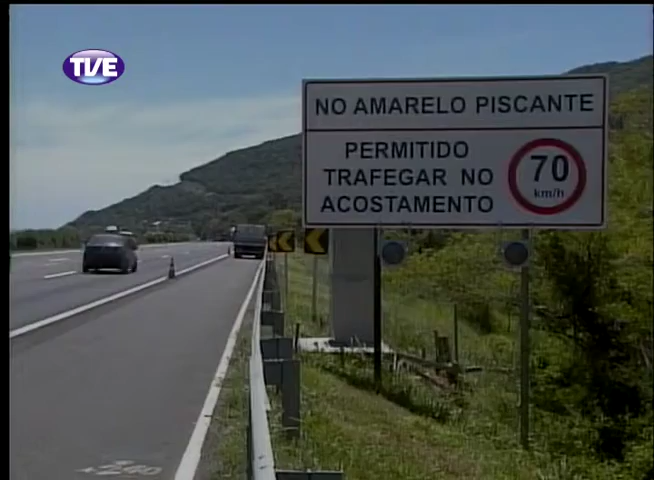 TVE
NO AMARELO PISCANTE
PERMITIDO
TRAFEGAR NO
ACOSTAMENTO
70
km/h